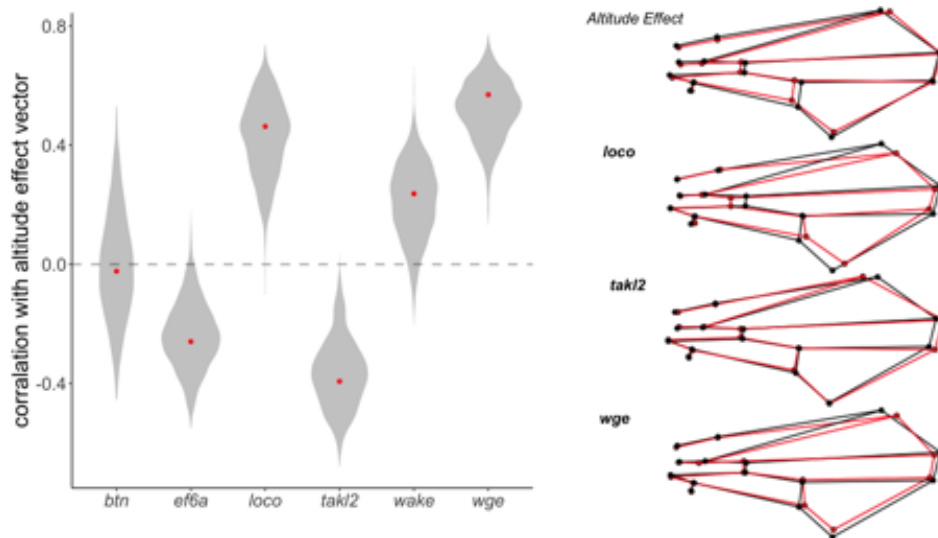 corralation with altitude effect vector
0.8
0.4
0.0
-0.4
btn ef6a loco takl2 wake wge
Altitude Effect
loco
takl2
wge